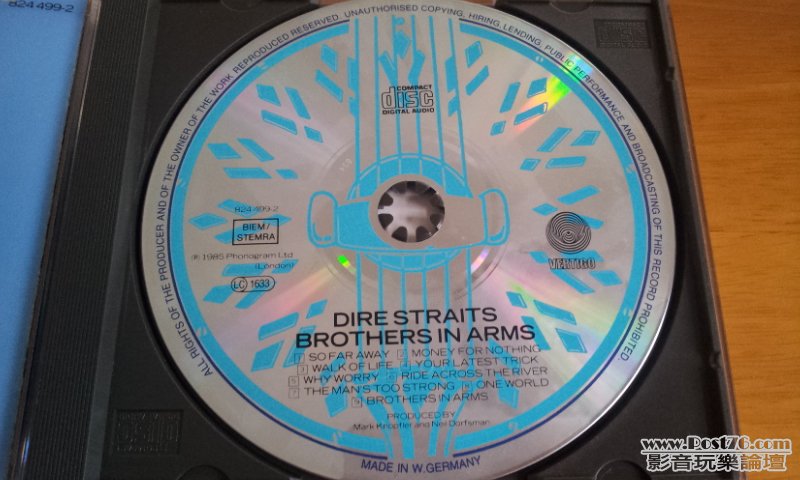 824 499-2
ALL RIGHTS OF THE PRODUCER AND OF THE OWNER OF THE WORK REPRODUCED RESERVED. UNAUTHORISED COPYING, HIRING, LENDING, PUBLIC PERFORMANCE AND BROADCASTING OF THIS RECORD PROHIBITED.
COMPACT
disc
DIGITAL AUDIO
824 499-2
BIEM/
STEMRA
℗ 1985 Phonogram Ltd
(London)
LC 1633
VERTIGO
DIRE STRAITS
BROTHERS IN ARMS
1 SO FAR AWAY 2 MONEY FOR NOTHING
3 WALK OF LIFE 4 YOUR LATEST TRICK
5 WHY WORRY 6 RIDE ACROSS THE RIVER
7 THE MAN'S TOO STRONG 8 ONE WORLD
9 BROTHERS IN ARMS
PRODUCED BY
Mark Knopfler and Neil Dorfsman
MADE IN W. GERMANY
www.Post76.com
影音玩樂論壇